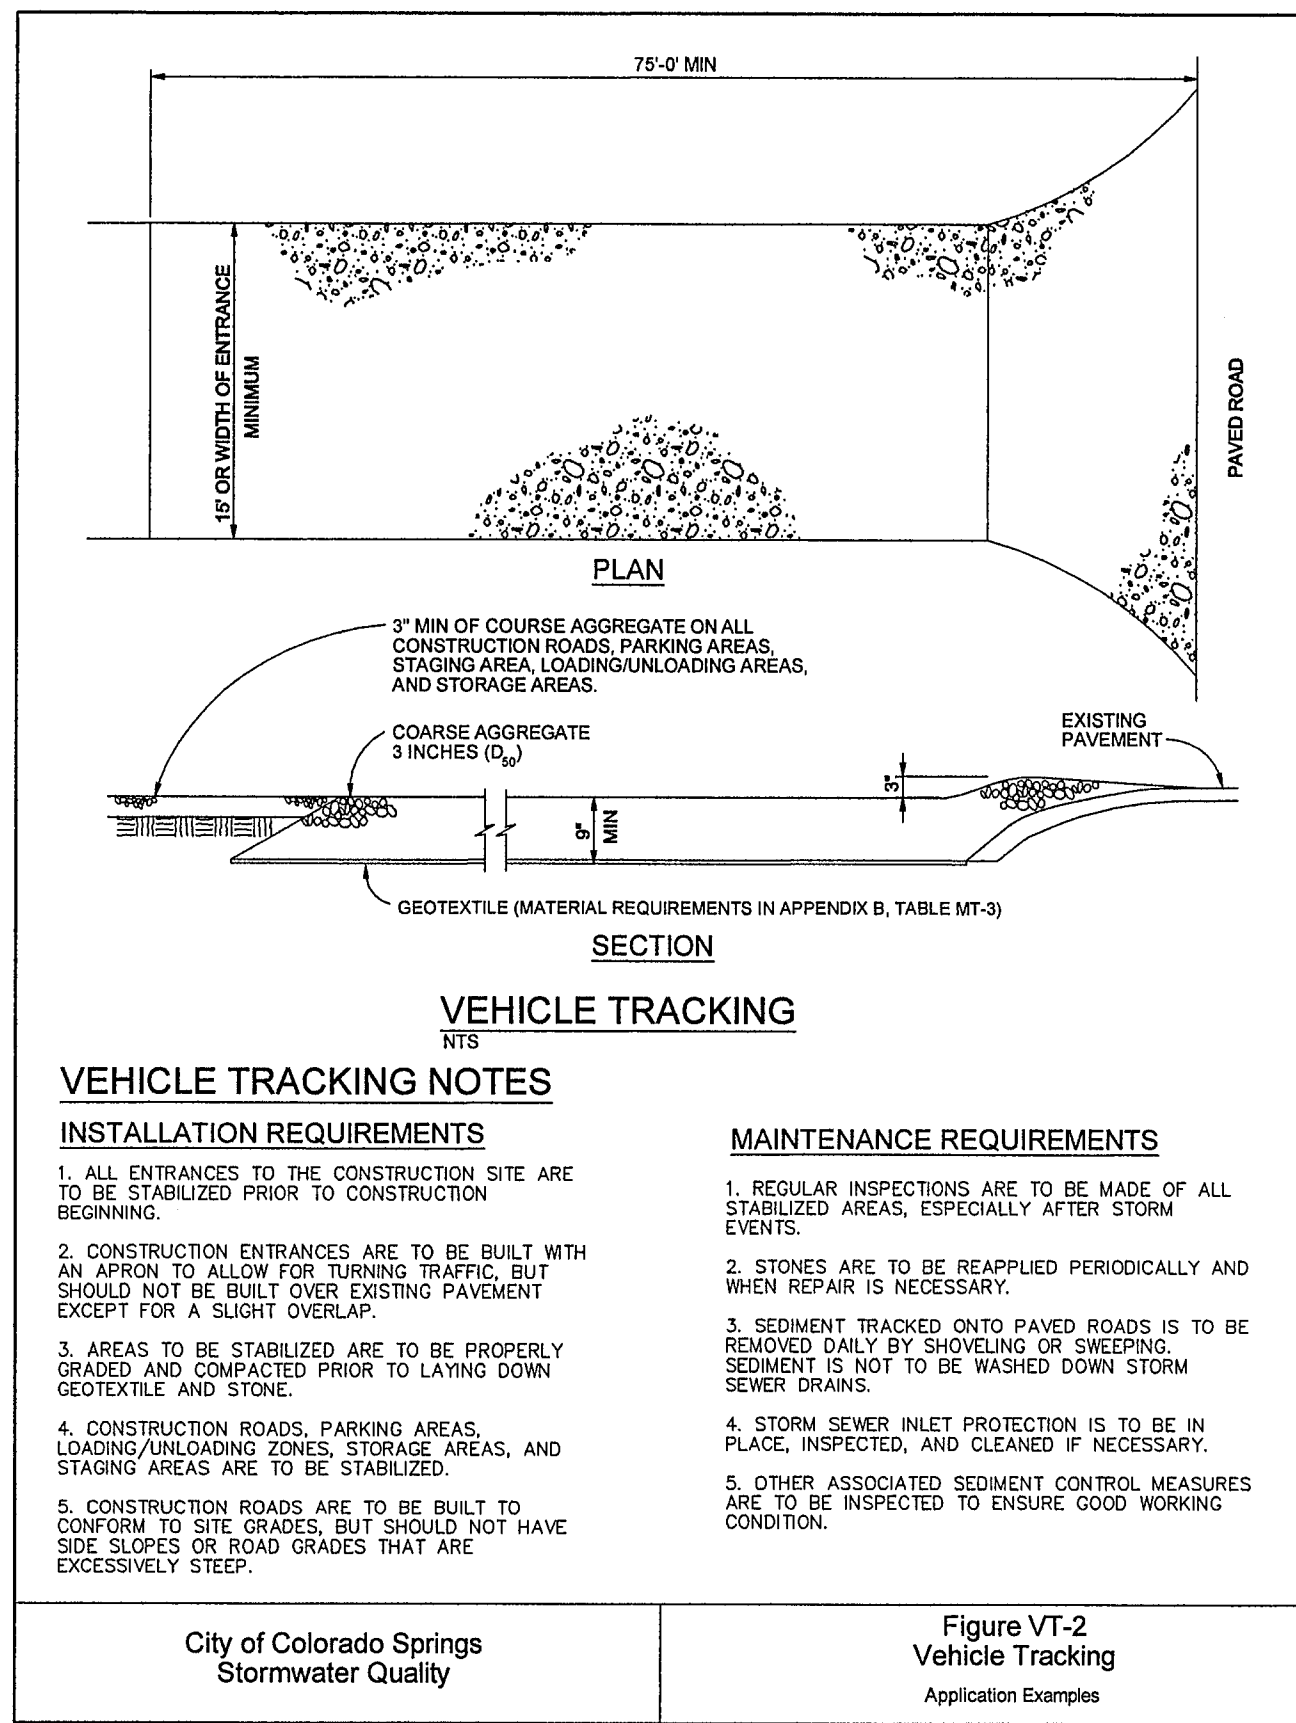 75'-0' MIN
15' OR WIDTH OF ENTRANCE
MINIMUM
PAVED ROAD
PLAN
3" MIN OF COURSE AGGREGATE ON ALL
CONSTRUCTION ROADS, PARKING AREAS,
STAGING AREA, LOADING/UNLOADING AREAS,
AND STORAGE AREAS.
COARSE AGGREGATE
3 INCHES (D50)
EXISTING
PAVEMENT
3"
9"
MIN
GEOTEXTILE (MATERIAL REQUIREMENTS IN APPENDIX B, TABLE MT-3)
SECTION
VEHICLE TRACKING
NTS
VEHICLE TRACKING NOTES
INSTALLATION REQUIREMENTS
1. ALL ENTRANCES TO THE CONSTRUCTION SITE ARE
TO BE STABILIZED PRIOR TO CONSTRUCTION
BEGINNING.
2. CONSTRUCTION ENTRANCES ARE TO BE BUILT WITH
AN APRON TO ALLOW FOR TURNING TRAFFIC, BUT
SHOULD NOT BE BUILT OVER EXISTING PAVEMENT
EXCEPT FOR A SLIGHT OVERLAP.
3. AREAS TO BE STABILIZED ARE TO BE PROPERLY
GRADED AND COMPACTED PRIOR TO LAYING DOWN
GEOTEXTILE AND STONE.
4. CONSTRUCTION ROADS, PARKING AREAS,
LOADING/UNLOADING ZONES, STORAGE AREAS, AND
STAGING AREAS ARE TO BE STABILIZED.
5. CONSTRUCTION ROADS ARE TO BE BUILT TO
CONFORM TO SITE GRADES, BUT SHOULD NOT HAVE
SIDE SLOPES OR ROAD GRADES THAT ARE
EXCESSIVELY STEEP.
MAINTENANCE REQUIREMENTS
1. REGULAR INSPECTIONS ARE TO BE MADE OF ALL
STABILIZED AREAS, ESPECIALLY AFTER STORM
EVENTS.
2. STONES ARE TO BE REAPPLIED PERIODICALLY AND
WHEN REPAIR IS NECESSARY.
3. SEDIMENT TRACKED ONTO PAVED ROADS IS TO BE
REMOVED DAILY BY SHOVELING OR SWEEPING.
SEDIMENT IS NOT TO BE WASHED DOWN STORM
SEWER DRAINS.
4. STORM SEWER INLET PROTECTION IS TO BE IN
PLACE, INSPECTED, AND CLEANED IF NECESSARY.
5. OTHER ASSOCIATED SEDIMENT CONTROL MEASURES
ARE TO BE INSPECTED TO ENSURE GOOD WORKING
CONDITION.
City of Colorado Springs
Stormwater Quality
Figure VT-2
Vehicle Tracking
Application Examples